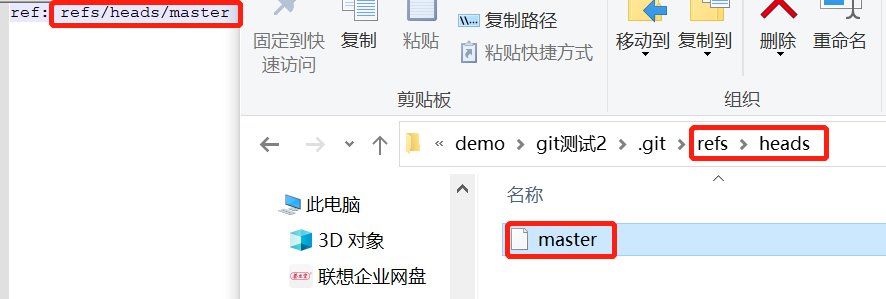 ref: refs/heads/master
固定到快
速访问
复制
粘贴
复制路径
粘贴快捷方式
剪贴板
移动到
复制到
删除
重命名
组织
« demo > git测试2 > .git > refs > heads
此电脑
3D 对象
联想企业网盘
名称
master